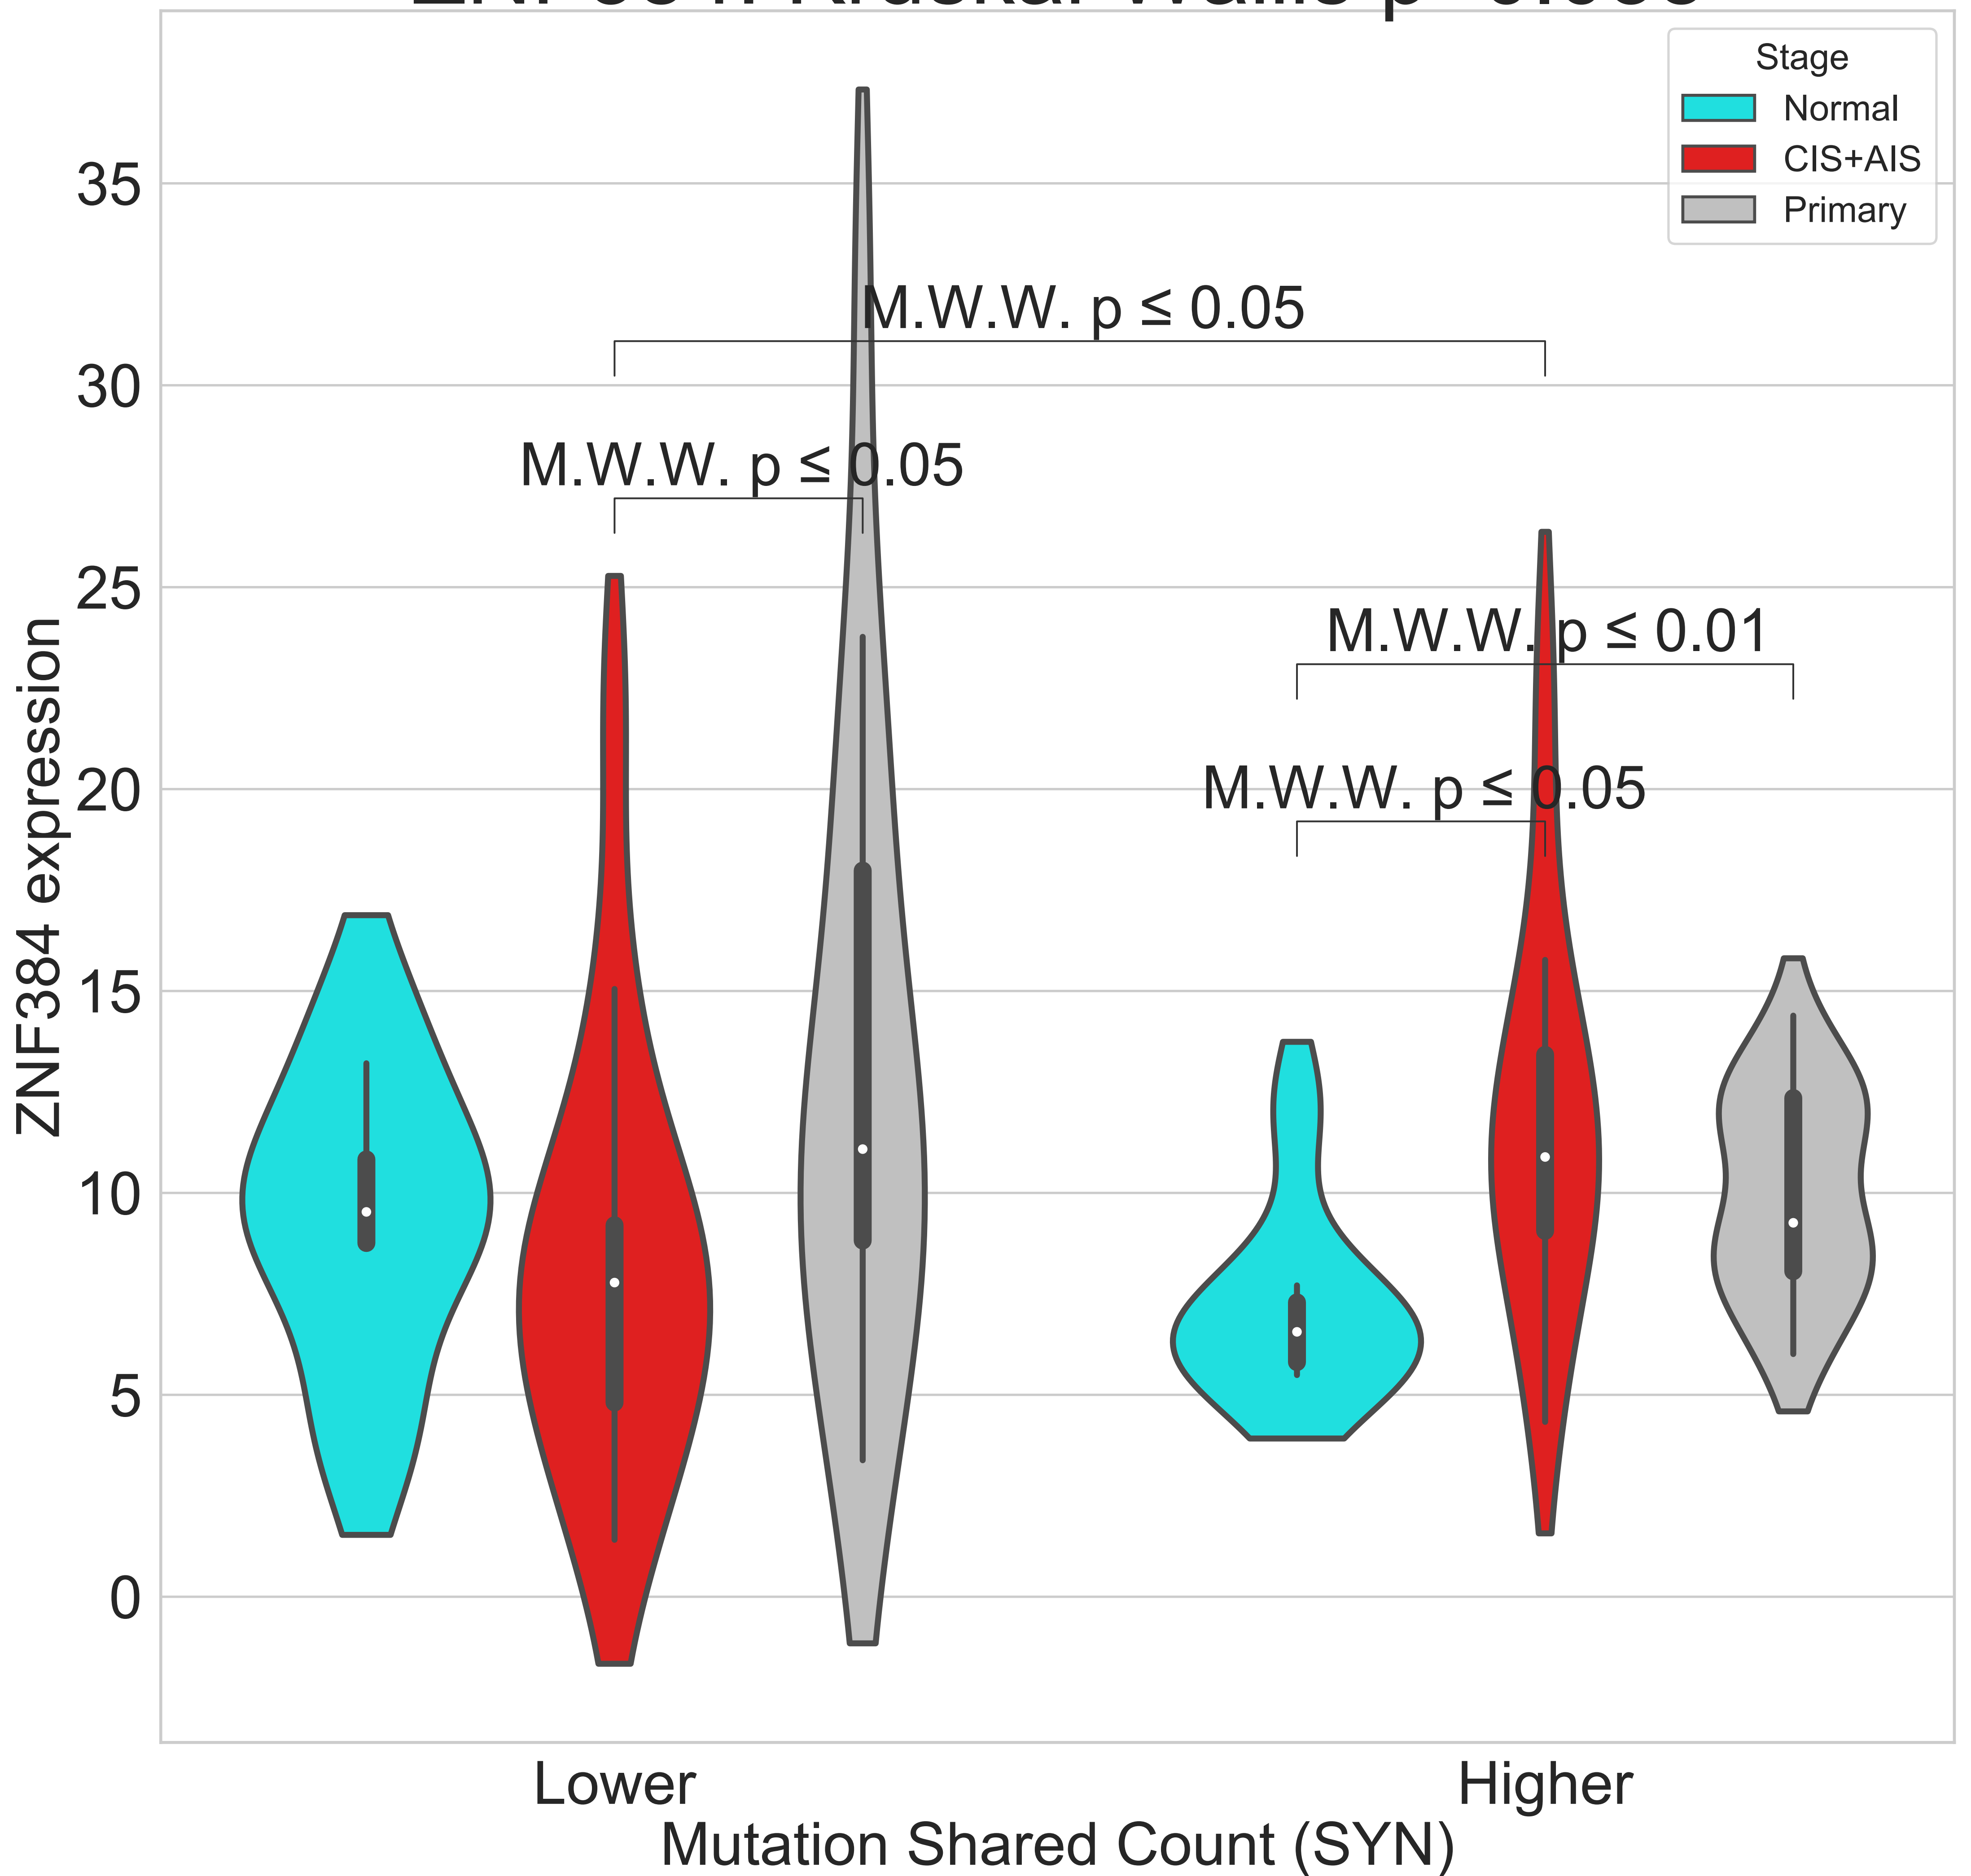 Stage
Normal
CIS+AIS
Primary
35
30
25
20
15
10
5
0
ZNF384 expression
M.W.W. p ≤ 0.05
M.W.W. p ≤ 0.05
M.W.W. p ≤ 0.01
M.W.W. p ≤ 0.05
Lower
Higher
Mutation Shared Count (SYN)